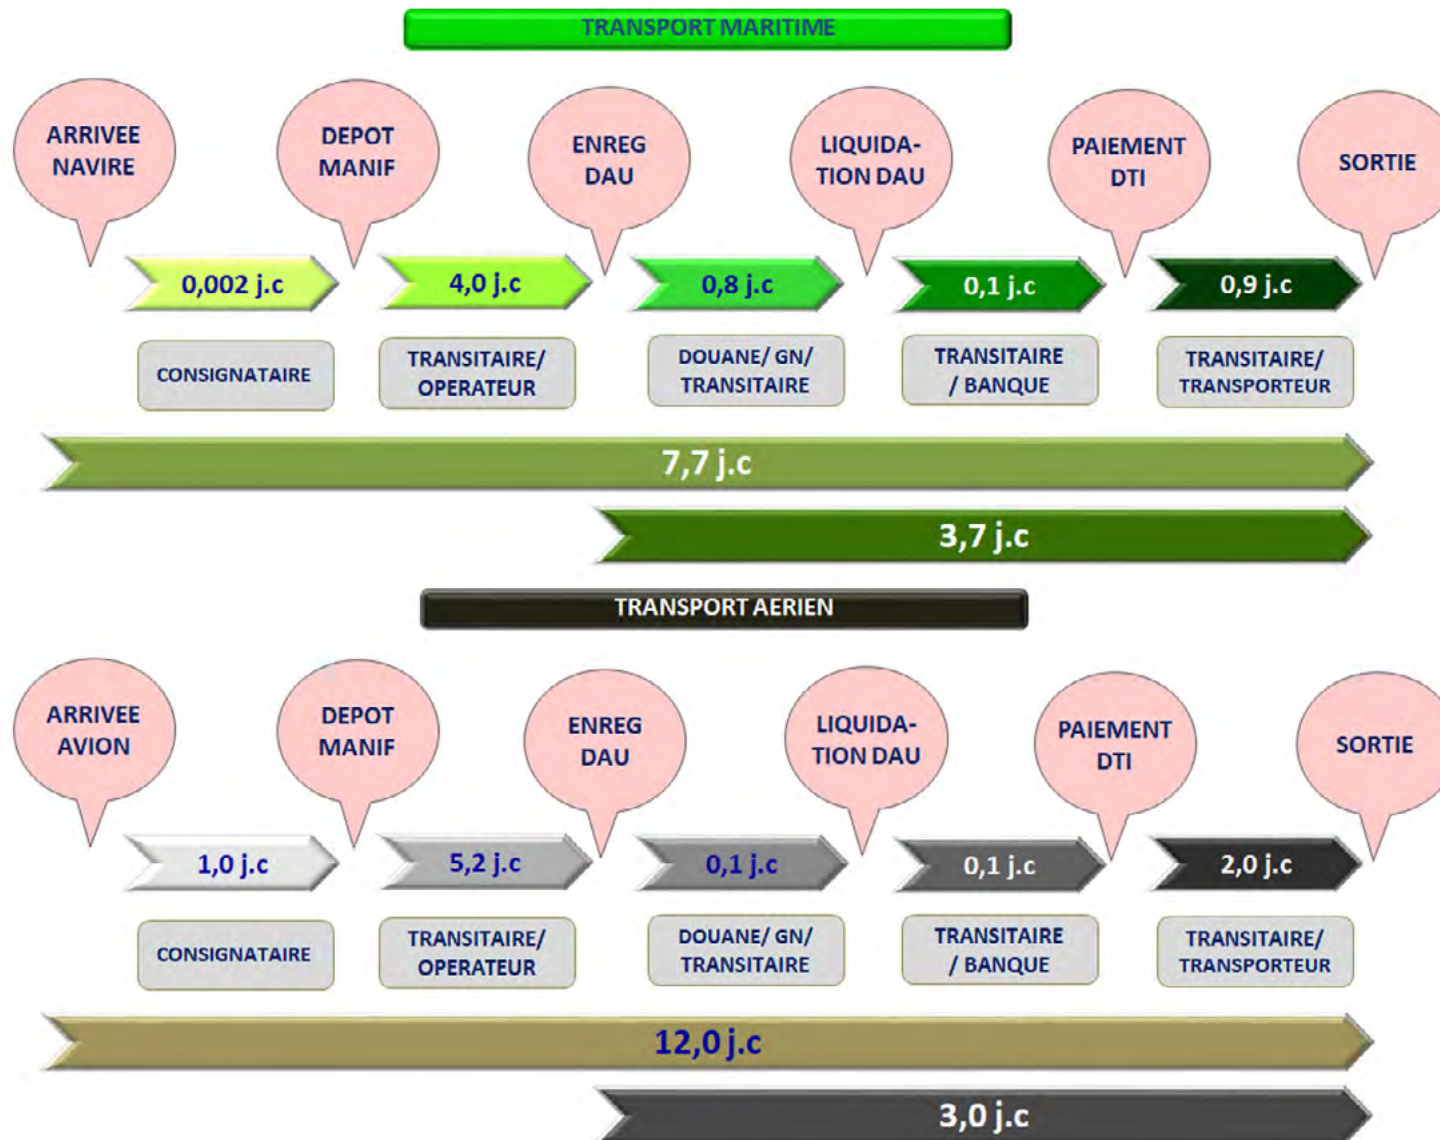 TRANSPORT MARITIME
ARRIVEE
NAVIRE
DEPOT
MANIF
ENREG
DAU
LIQUIDA-
TION DAU
PAIEMENT
DTI
SORTIE
0,002 j.c
4,0 j.c
0,8 j.c
0,1 j.c
0,9 j.c
CONSIGNATAIRE
TRANSITAIRE/
OPERATEUR
DOUANE/ GN/
TRANSITAIRE
TRANSITAIRE
/ BANQUE
TRANSITAIRE/
TRANSPORTEUR
7,7 j.c
3,7 j.c
TRANSPORT AERIEN
ARRIVEE
AVION
DEPOT
MANIF
ENREG
DAU
LIQUIDA-
TION DAU
PAIEMENT
DTI
SORTIE
1,0 j.c
5,2 j.c
0,1 j.c
0,1 j.c
2,0 j.c
CONSIGNATAIRE
TRANSITAIRE/
OPERATEUR
DOUANE/ GN/
TRANSITAIRE
TRANSITAIRE
/ BANQUE
TRANSITAIRE/
TRANSPORTEUR
12,0 j.c
3,0 j.c